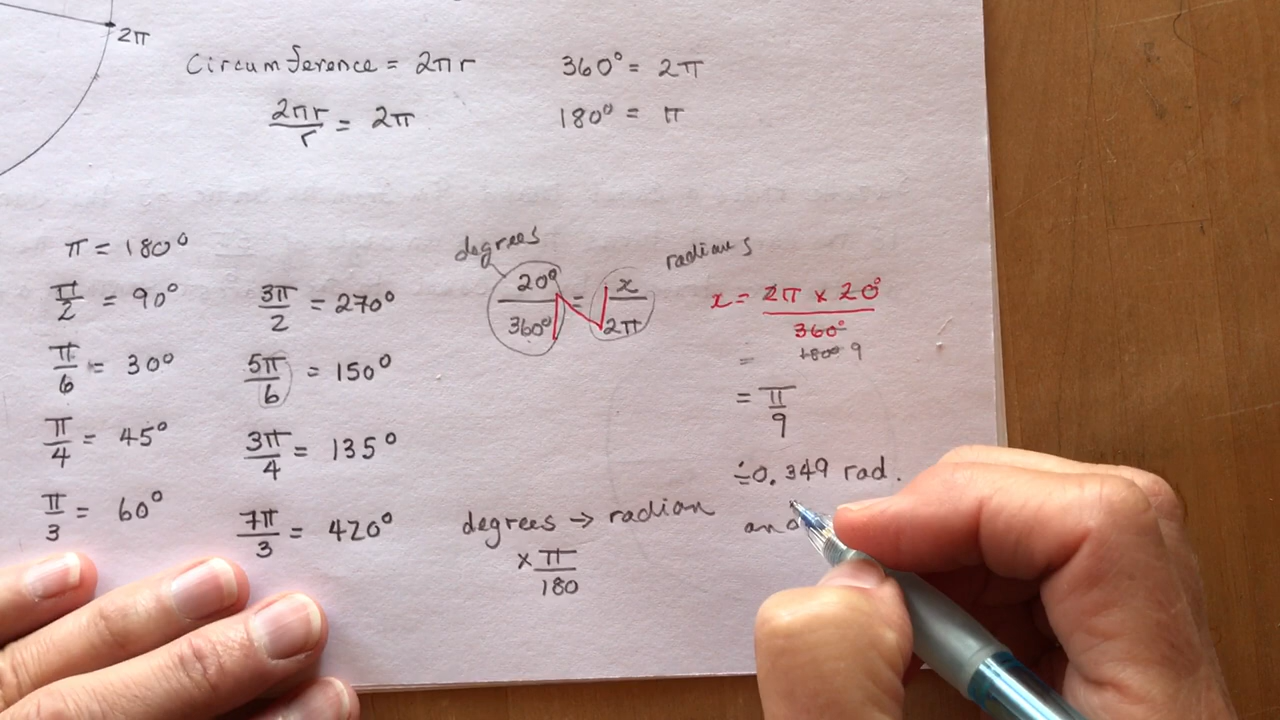 2π
Circumference = 2πr
2πr/r = 2π
360° = 2π
180° = π
π = 180°
π/2 = 90°
π/6 = 30°
π/4 = 45°
π/3 = 60°
3π/2 = 270°
5π/6 = 150°
3π/4 = 135°
7π/3 = 420°
degrees
radians
20°/360° = x/2π
degrees → radian
× π/180
x = 2π × 20°/360°
180° 9
=
= π/9
≐0.349 rad.
and